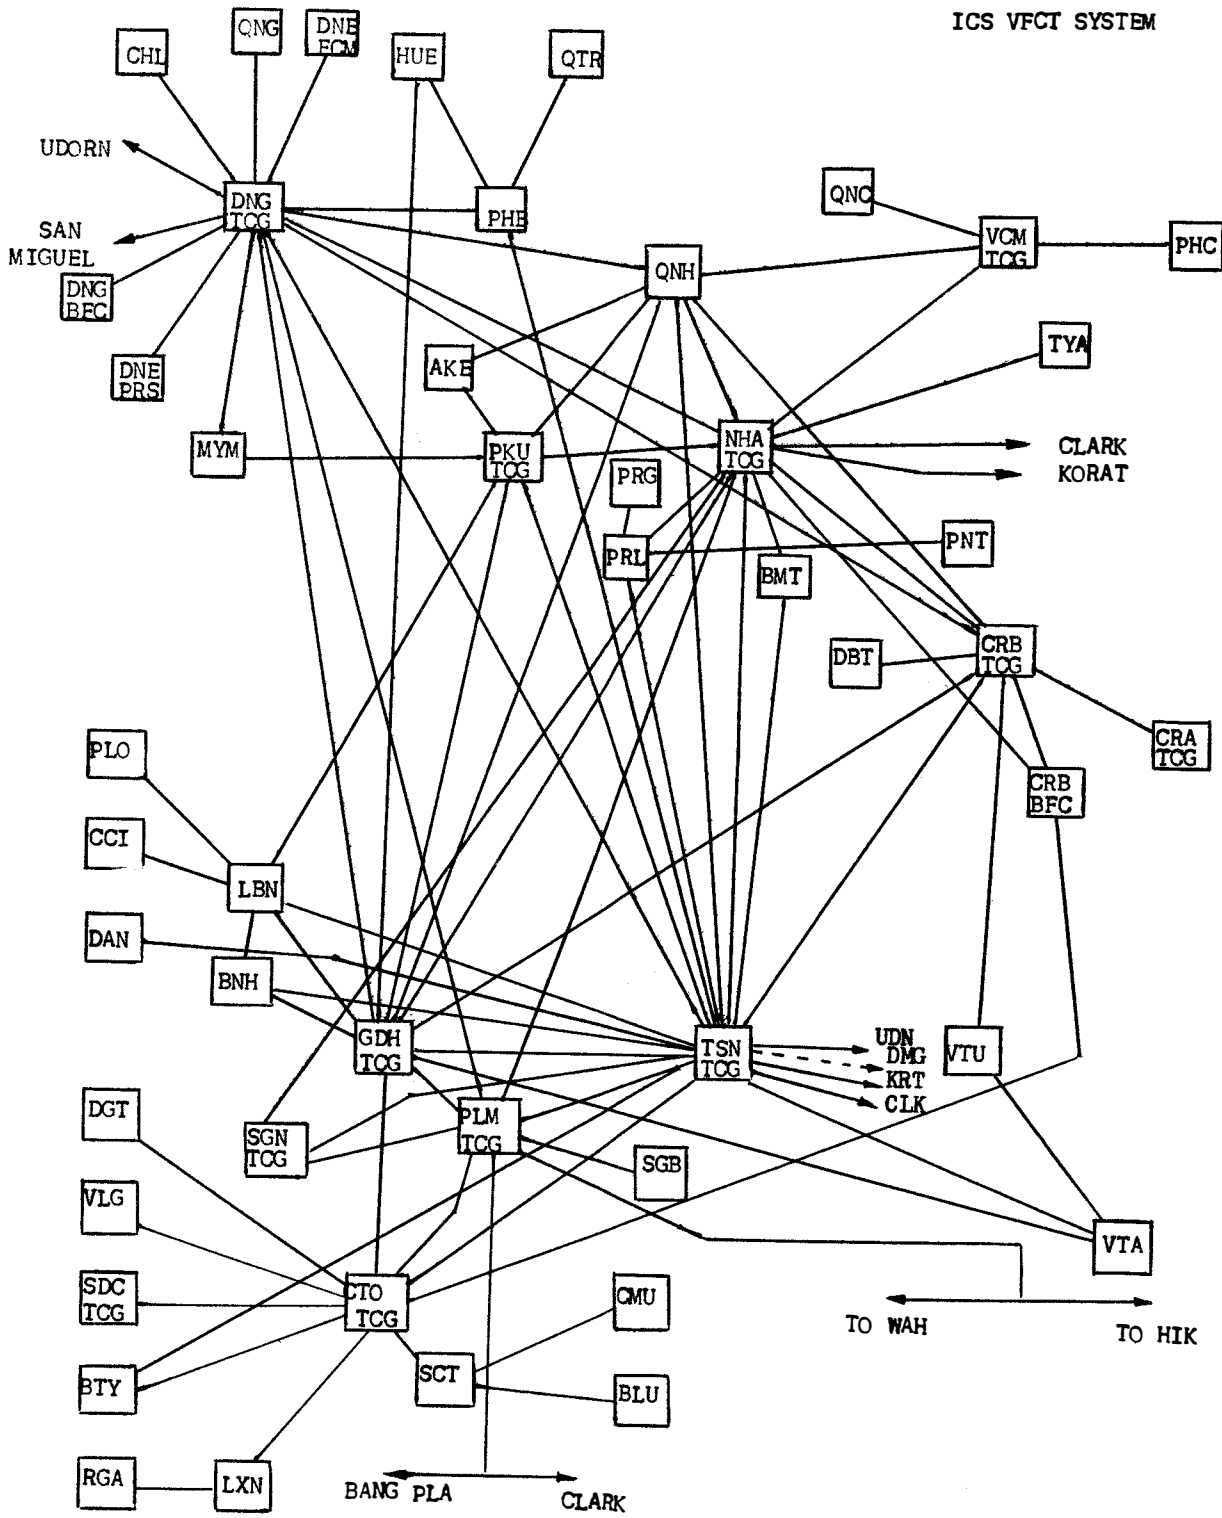 ICS VFCT SYSTEM
QNG
DNE
HUE
CHL
QTR
UDORN
DNG
TCG
PHB
QNC
VCM
TCG
PHC
SAN
MIGUEL
QNH
DNG
BFC
TYA
AKE
DNE
PRS
MYM
PKU
TCG
NHA
TCG
CLARK
KORAT
PRG
PRL
PNT
BMT
DBT
CRB
TCG
CRA
TCG
CRB
BFC
PLO
CCI
LBN
DAN
BNH
GDH
TCG
TSN
TCG
UDN
DMG
KRT
CLK
VTU
DGT
SGN
TCG
PLM
TCG
SGB
VLG
VTA
SDC
TCG
CTO
TCG
CMU
TO WAH
TO HIK
BTY
SCT
BLU
RGA
LXN
BANG PLA
CLARK